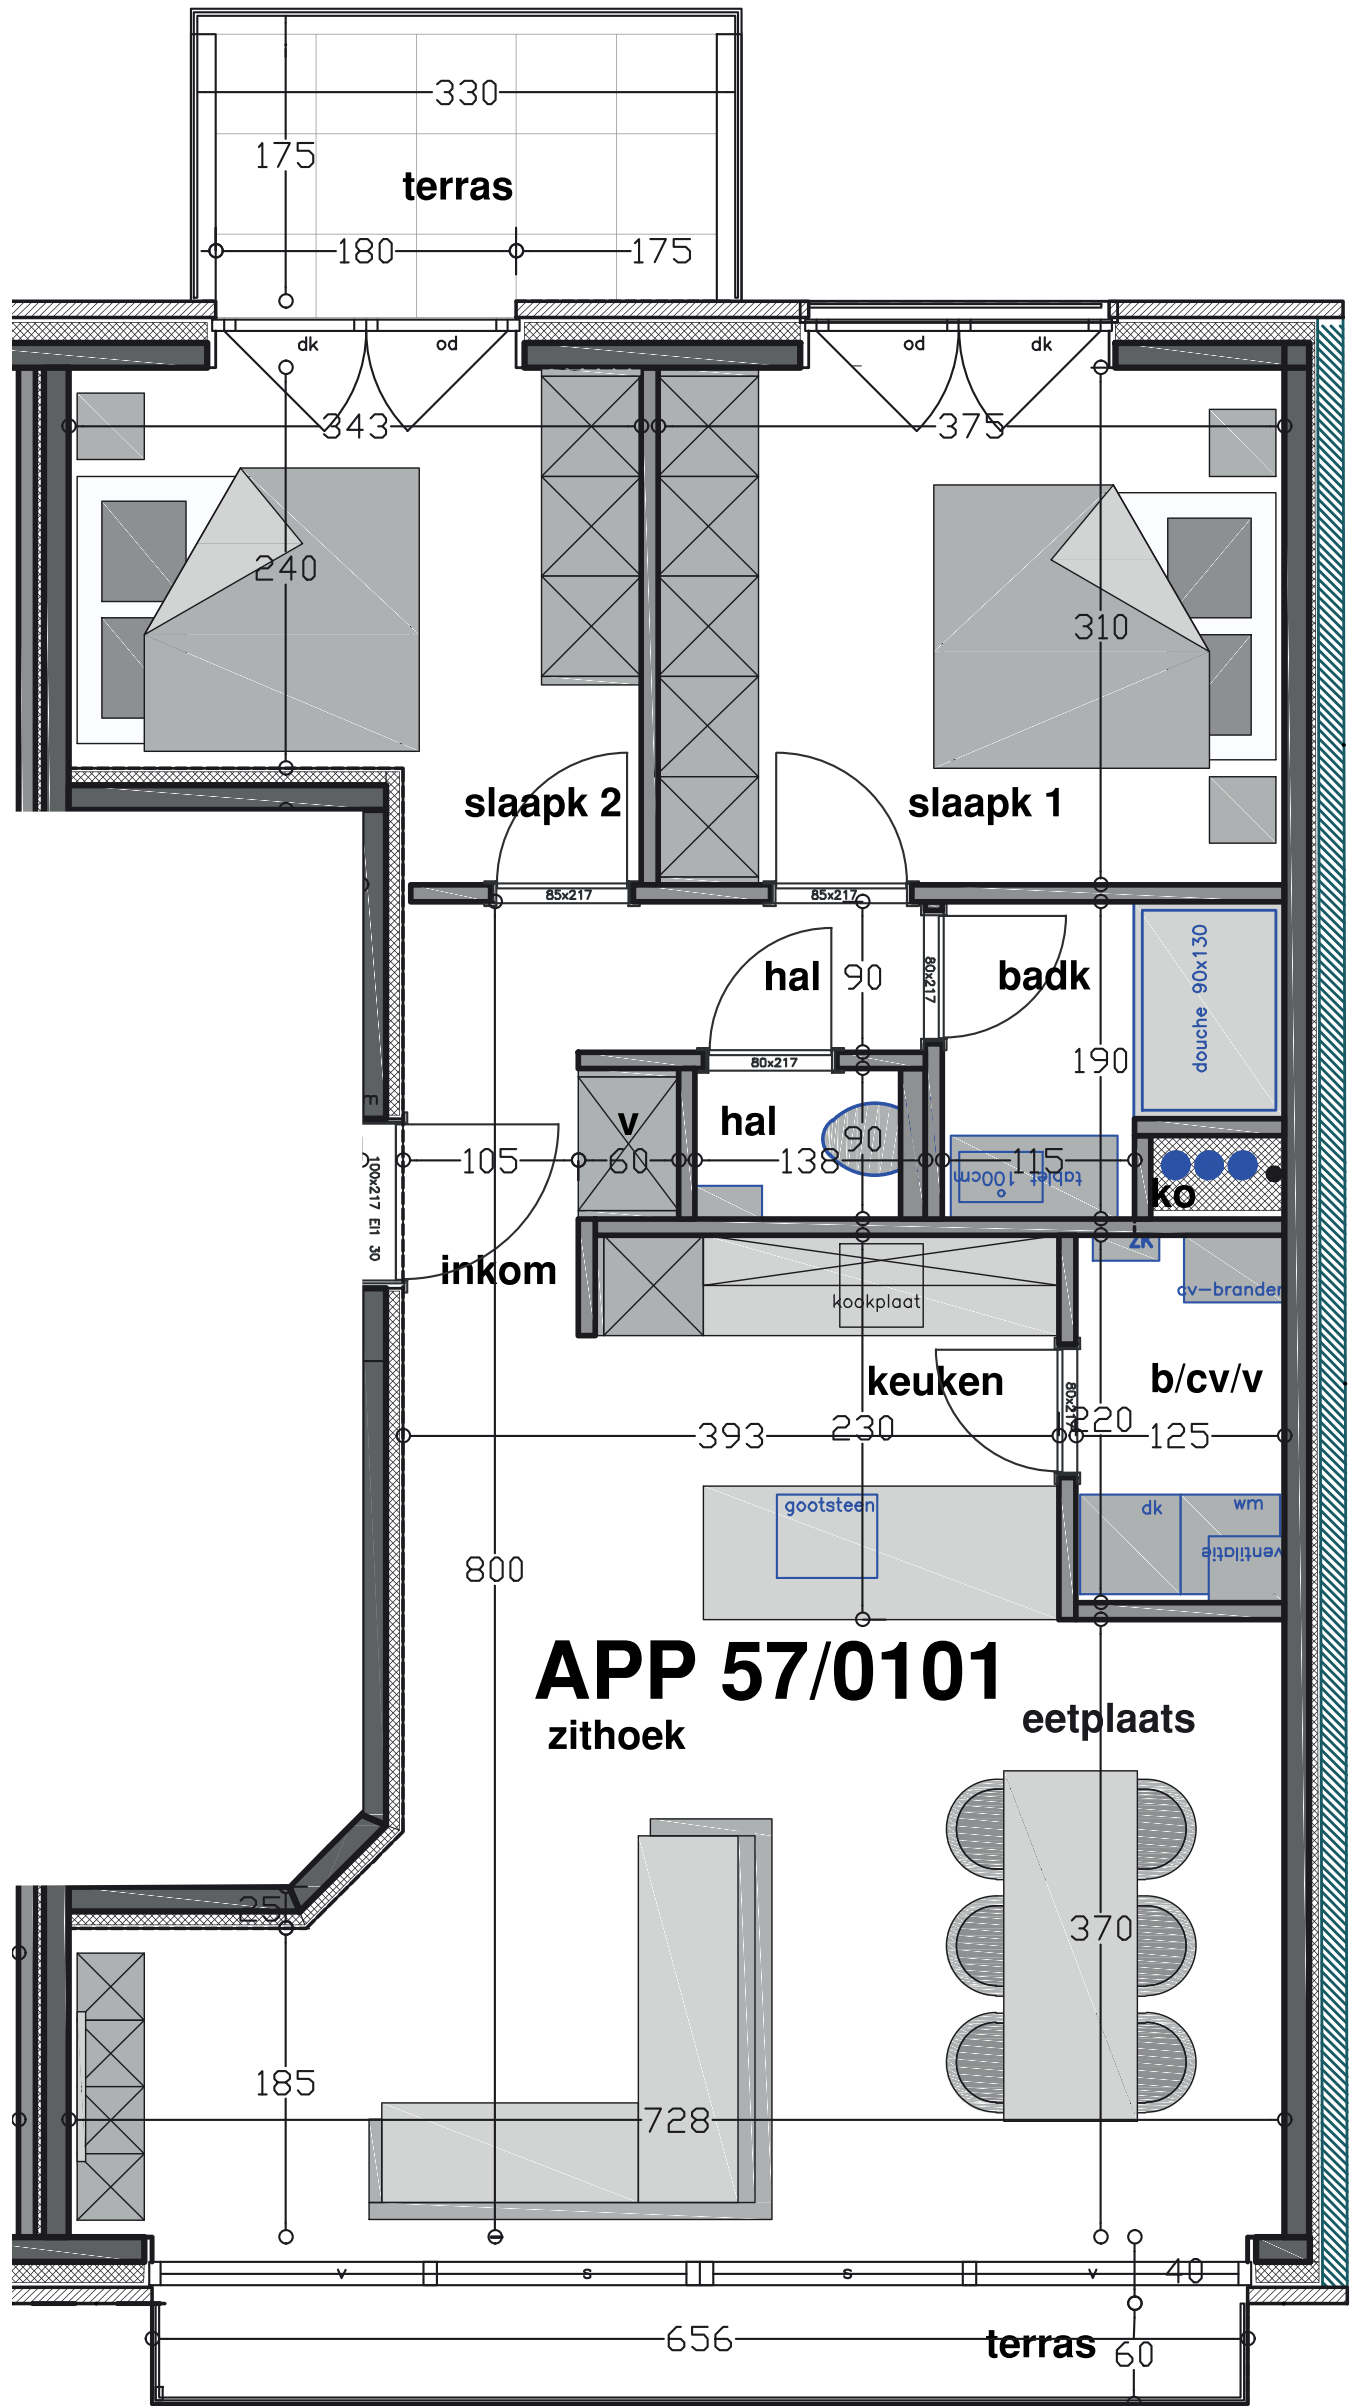 330
175
terras
180
175
dk
od
od
dk
343
375
240
310
slaapk 2
slaapk 1
85x217
85x217
hal
90
80x217
badk
douche 90x130
190
80x217
m
v
hal
90
105
60
138
115
tablet 100cm
ko
100x217 EI1 30
zk
inkom
cv-brander
kookplaat
keuken
b/cv/v
80x217
393
230
220
125
gootsteen
dk
wm
ventilatie
800
APP 57/0101
zithoek
eetplaats
25
370
185
728
v
s
s
v
40
656
terras
60